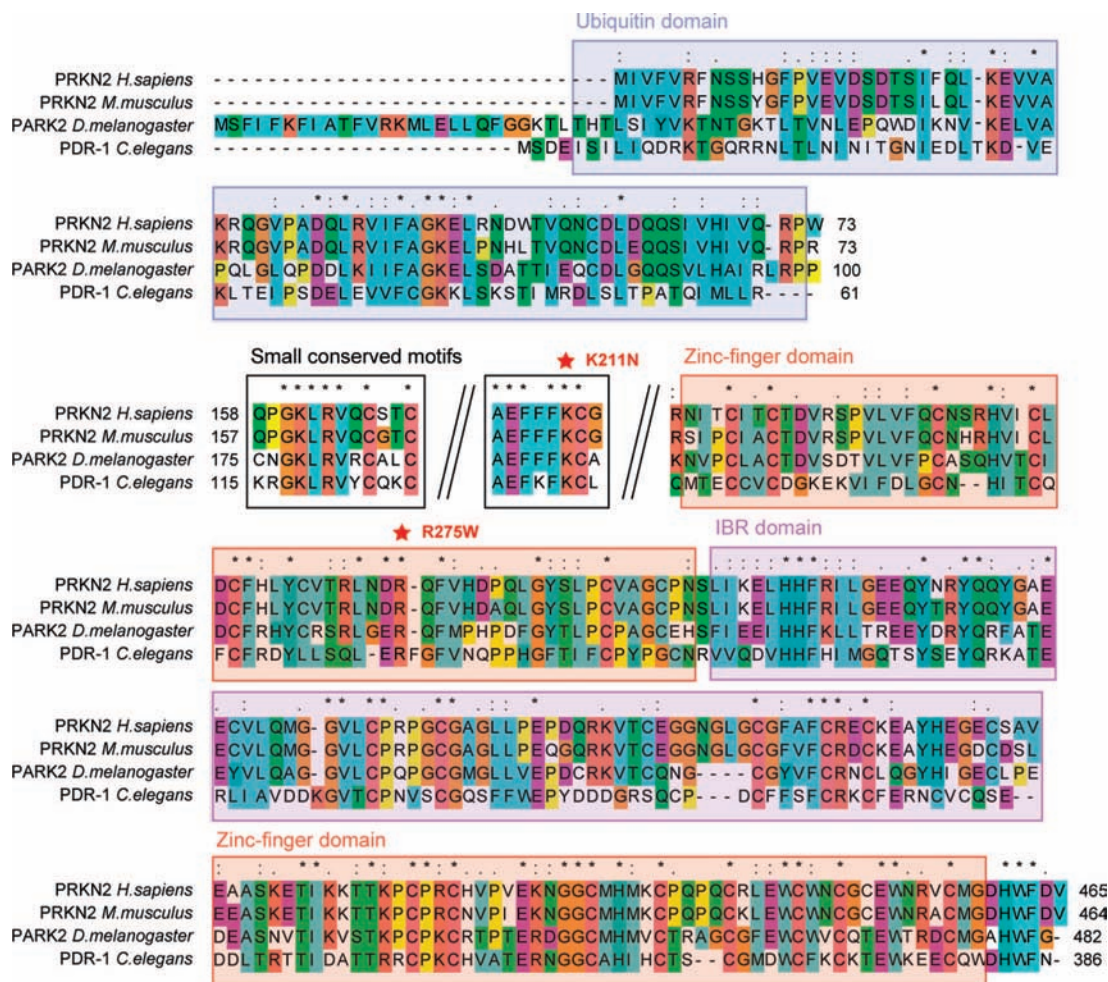 Ubiquitin domain
: : : : : : : * * : * :
PRKN2 H.sapiens - - - - - - - - - - - - - - - - - - - - - - - MIVFVRFNSSHGFPVEVDSDTSIFQL-KEVVA
PRKN2 M.musculus - - - - - - - - - - - - - - - - - - - - - - - MIVFVRFNSSYGFPVEVDSDTSILQL-KEVVA
PARK2 D.melanogaster MSFIFKFIATFVRKMLELLQFGGKTLTHTLSIYVKTNTGKTLTVNLEPQWDIKNV-KELVA
PDR-1 C.elegans - - - - - - - - - - - - - - - - - - MSDEISILIQDRKTGQRRNLTLNINITGNIEDLTKD-VE
: . : * : * : : * * * : * : . : * . : : : : :
PRKN2 H.sapiens KRQGVPADQLRVIFAGKELRNDWTVQNCDLDQQSIVHIVQ-RPW 73
PRKN2 M.musculus KRQGVPADQLRVIFAGKELPNHLTVQNCDLEQQSIVHIVQ-RPR 73
PARK2 D.melanogaster PQLGLQPDDLKIIFAGKELSDATTIEQCDLGQQSVLHAIRLRPP 100
PDR-1 C.elegans KLTEIPSDELEVVFCGKKLSKSTIMRDLSLTPATQIMLLR---- 61
Small conserved motifs ★ K211N Zinc-finger domain
* * * * * * * * * * * * * : : * * : : : * * : *
PRKN2 H.sapiens 158 QPGKLRVQCSTC // AEFFFKCG // RNITCITCTDVRSPVLVFQCNSRHVICL
PRKN2 M.musculus 157 QPGKLRVQCGTC AEFFFKCG RSIPCIACTDVRSPVLVFQCNHRHVICL
PARK2 D.melanogaster 175 CNGKLRVRCALC AEFFFKCA KNVPCLACTDVSDTVLVFPCASQHVTCI
PDR-1 C.elegans 115 KRGKLRVYCQKC AEFKFKCL QMTECCVCDGKEKVIFDLGCN--HITCQ
★ R275W IBR domain
PRKN2 H.sapiens DCFHLYCVTRLNDR-QFVHDPQLGYSLPCVAGCPNSLIKELHHFRILGEEQYNRYQQYGAE
PRKN2 M.musculus DCFHLYCVTRLNDR-QFVHDAQLGYSLPCVAGCPNSLIKELHHFRILGEEQYTRYQQYGAE
PARK2 D.melanogaster DCFRHYCRSRLGER-QFMPHPDFGYTLPCPAGCEHSFIEEIHHFKLLTREEYDRYQRFATE
PDR-1 C.elegans FCFRDYLLSQL-ERFGFVNQPPHGFTIFCPYPGCNRVVQDVHHFHIMGQTSYSEYQRKATE
PRKN2 H.sapiens ECVLQMG-GVLCPRPGCGAGLLPEPDQRKVTCEGGNGLGCGFAFCRECKEAYHEGECSAV
PRKN2 M.musculus ECVLQMG-GVLCPRPGCGAGLLPEQGQRKVTCEGGNGLGCGFVFCRDCKEAYHEGDCDSL
PARK2 D.melanogaster EYVLQAG-GVLCPQPGCGMGLLVEPDCRKVTCQNG----CGYVFCRNCLQGYHIGECLPE
PDR-1 C.elegans RLIAVDDKGVTCPNVSCGQSFFWEPYDDDGRSQCP---DCFFSFCRKCFERNCVCQSE--
Zinc-finger domain
PRKN2 H.sapiens EAASKETIKKTTKPCPRCHVPVEKNGGCMHMKCPQPQCRLEWCWNCGCEWNRVCMGDHWFDV 465
PRKN2 M.musculus EEASKETIKKTTKPCPRCNVPIEKNGGCMHMKCPQPQCKLEWCWNCGCEWNRACMGDHWFDV 464
PARK2 D.melanogaster DEASNVTIKVSTKPCPKCRTPTERDGGCMHMVCTRAGCGFEWCWVCQTEWTRDCMGAHWFG- 482
PDR-1 C.elegans DDLTRTTIDATTRRCPKCHVATERNGGCAHIHCTS--CGMDWCFKCKTEWKEECQWDHWFN- 386